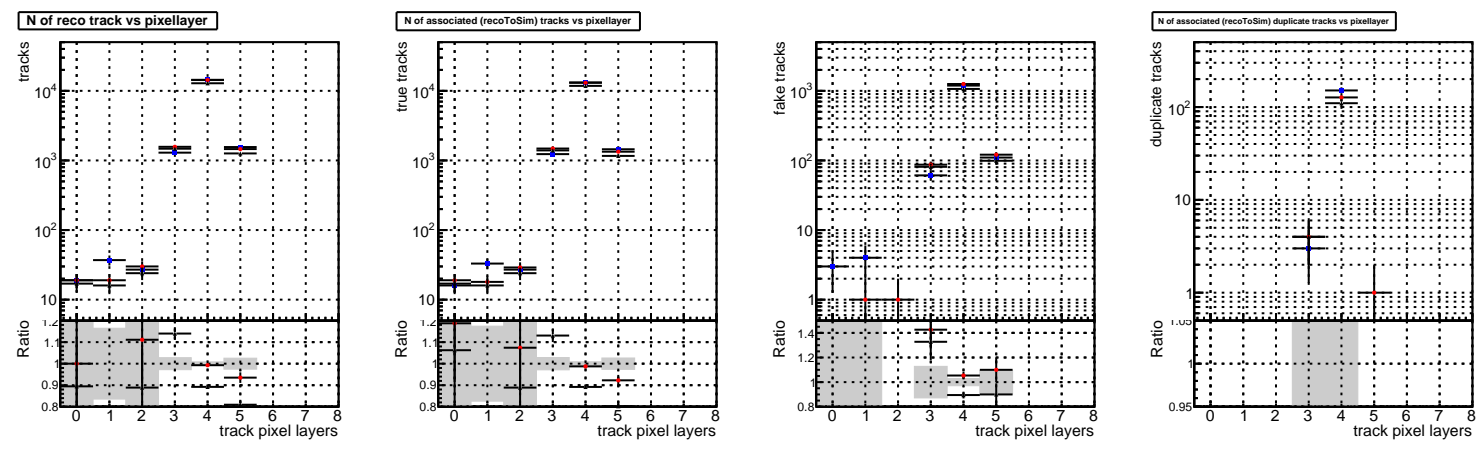 N of reco track vs pixellayer
tracks
10⁴
10³
10²
10
Ratio
1.2
1.1
1
0.9
0.8
0 1 2 3 4 5 6 7 8
track pixel layers
N of associated (recoToSim) tracks vs pixellayer
true tracks
10⁴
10³
10²
10
Ratio
1.2
1.1
1
0.9
0.8
0 1 2 3 4 5 6 7 8
track pixel layers
fake tracks
10³
10²
10
1
Ratio
1.4
1.2
1
0.8
0 1 2 3 4 5 6 7 8
track pixel layers
N of associated (recoToSim) duplicate tracks vs pixellayer
duplicate tracks
10²
10
1
Ratio
1.05
1
0.95
0 1 2 3 4 5 6 7 8
track pixel layers